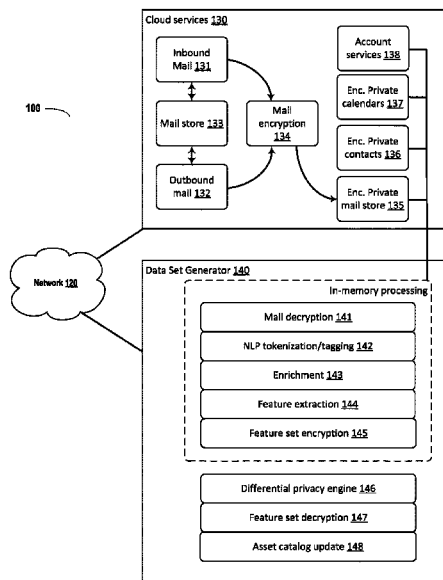 Cloud services 130
Inbound
Mail 131
Mail store 133
Outbound
mail 132
Mail
encryption
134
Account
services 138
Enc. Private
calendars 137
Enc. Private
contacts 136
Enc. Private
mail store 135
100
Network 120
Data Set Generator 140
In-memory processing
Mail decryption 141
NLP tokenization/tagging 142
Enrichment 143
Feature extraction 144
Feature set encryption 145
Differential privacy engine 146
Feature set decryption 147
Asset catalog update 148